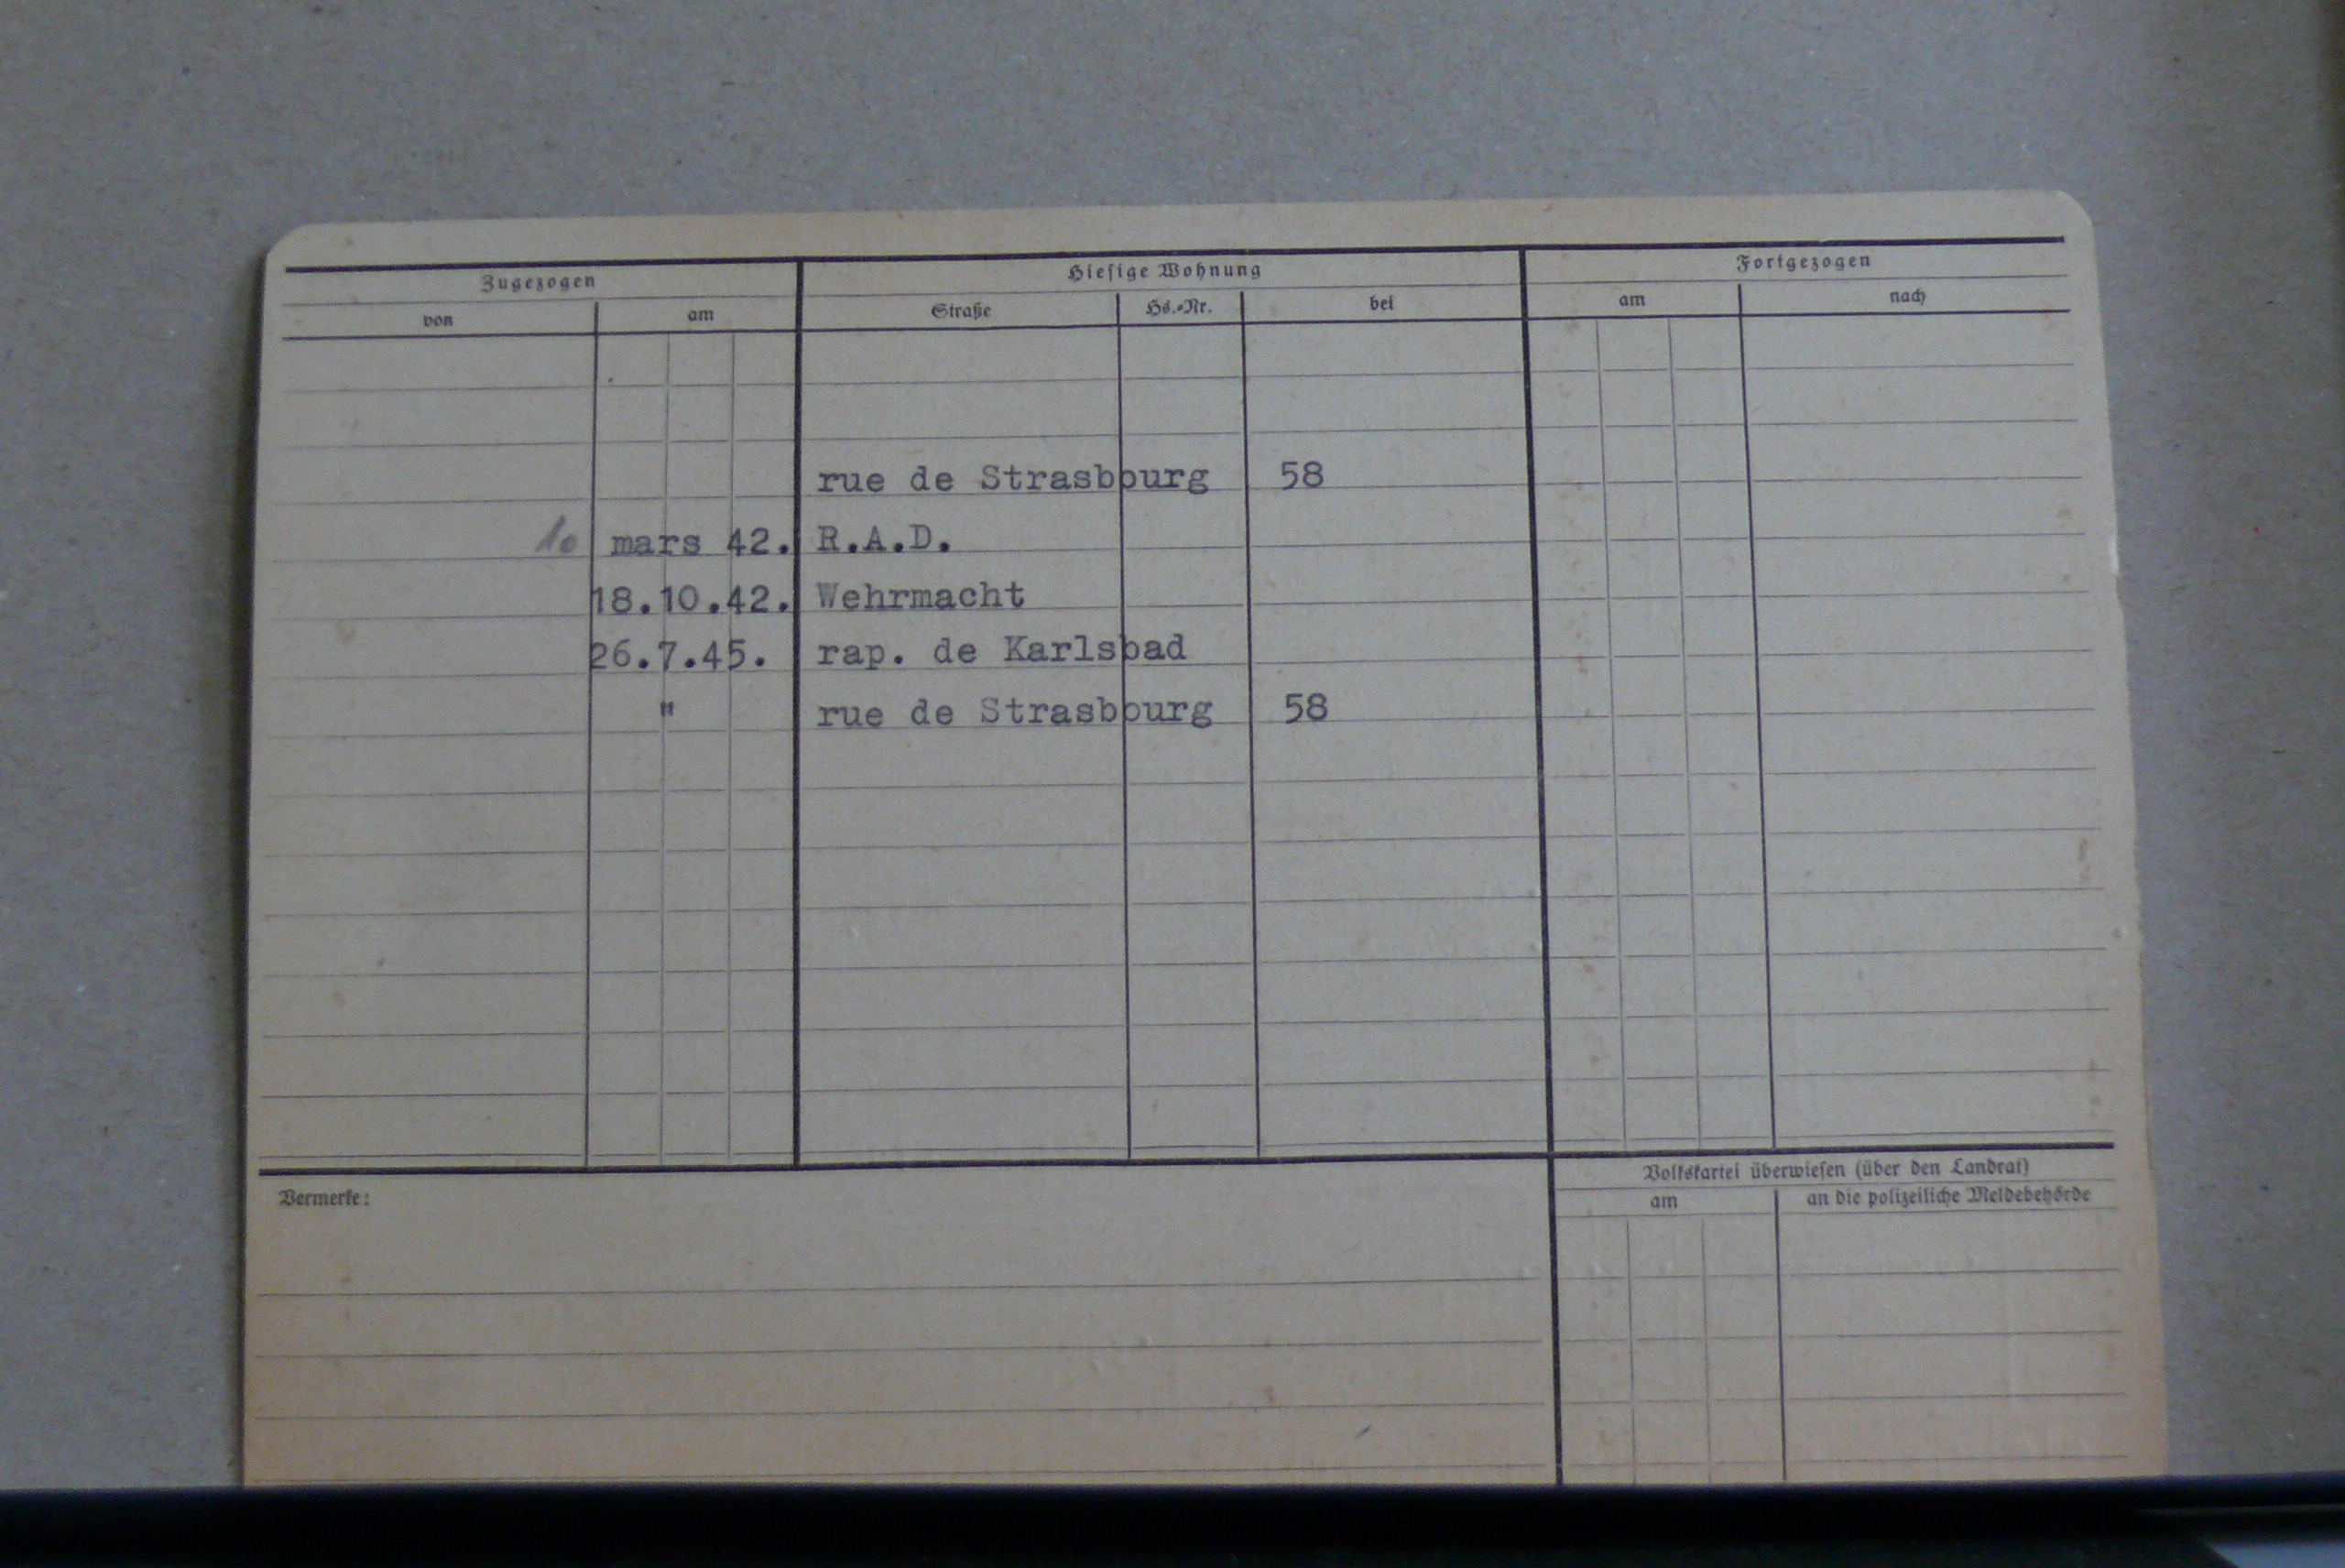 Zugezogen Hiesige Wohnung Fortgezogen
von am Straße Hs.-Nr. bei am nach
rue de Strasbourg 58
10 mars 42. R.A.D.
18.10.42. Wehrmacht
26.7.45. rap. de Karlsbad
" rue de Strasbourg 58
Volkskartei überwiesen (über den Landrat)
Vermerke: am an die polizeiliche Meldebehörde